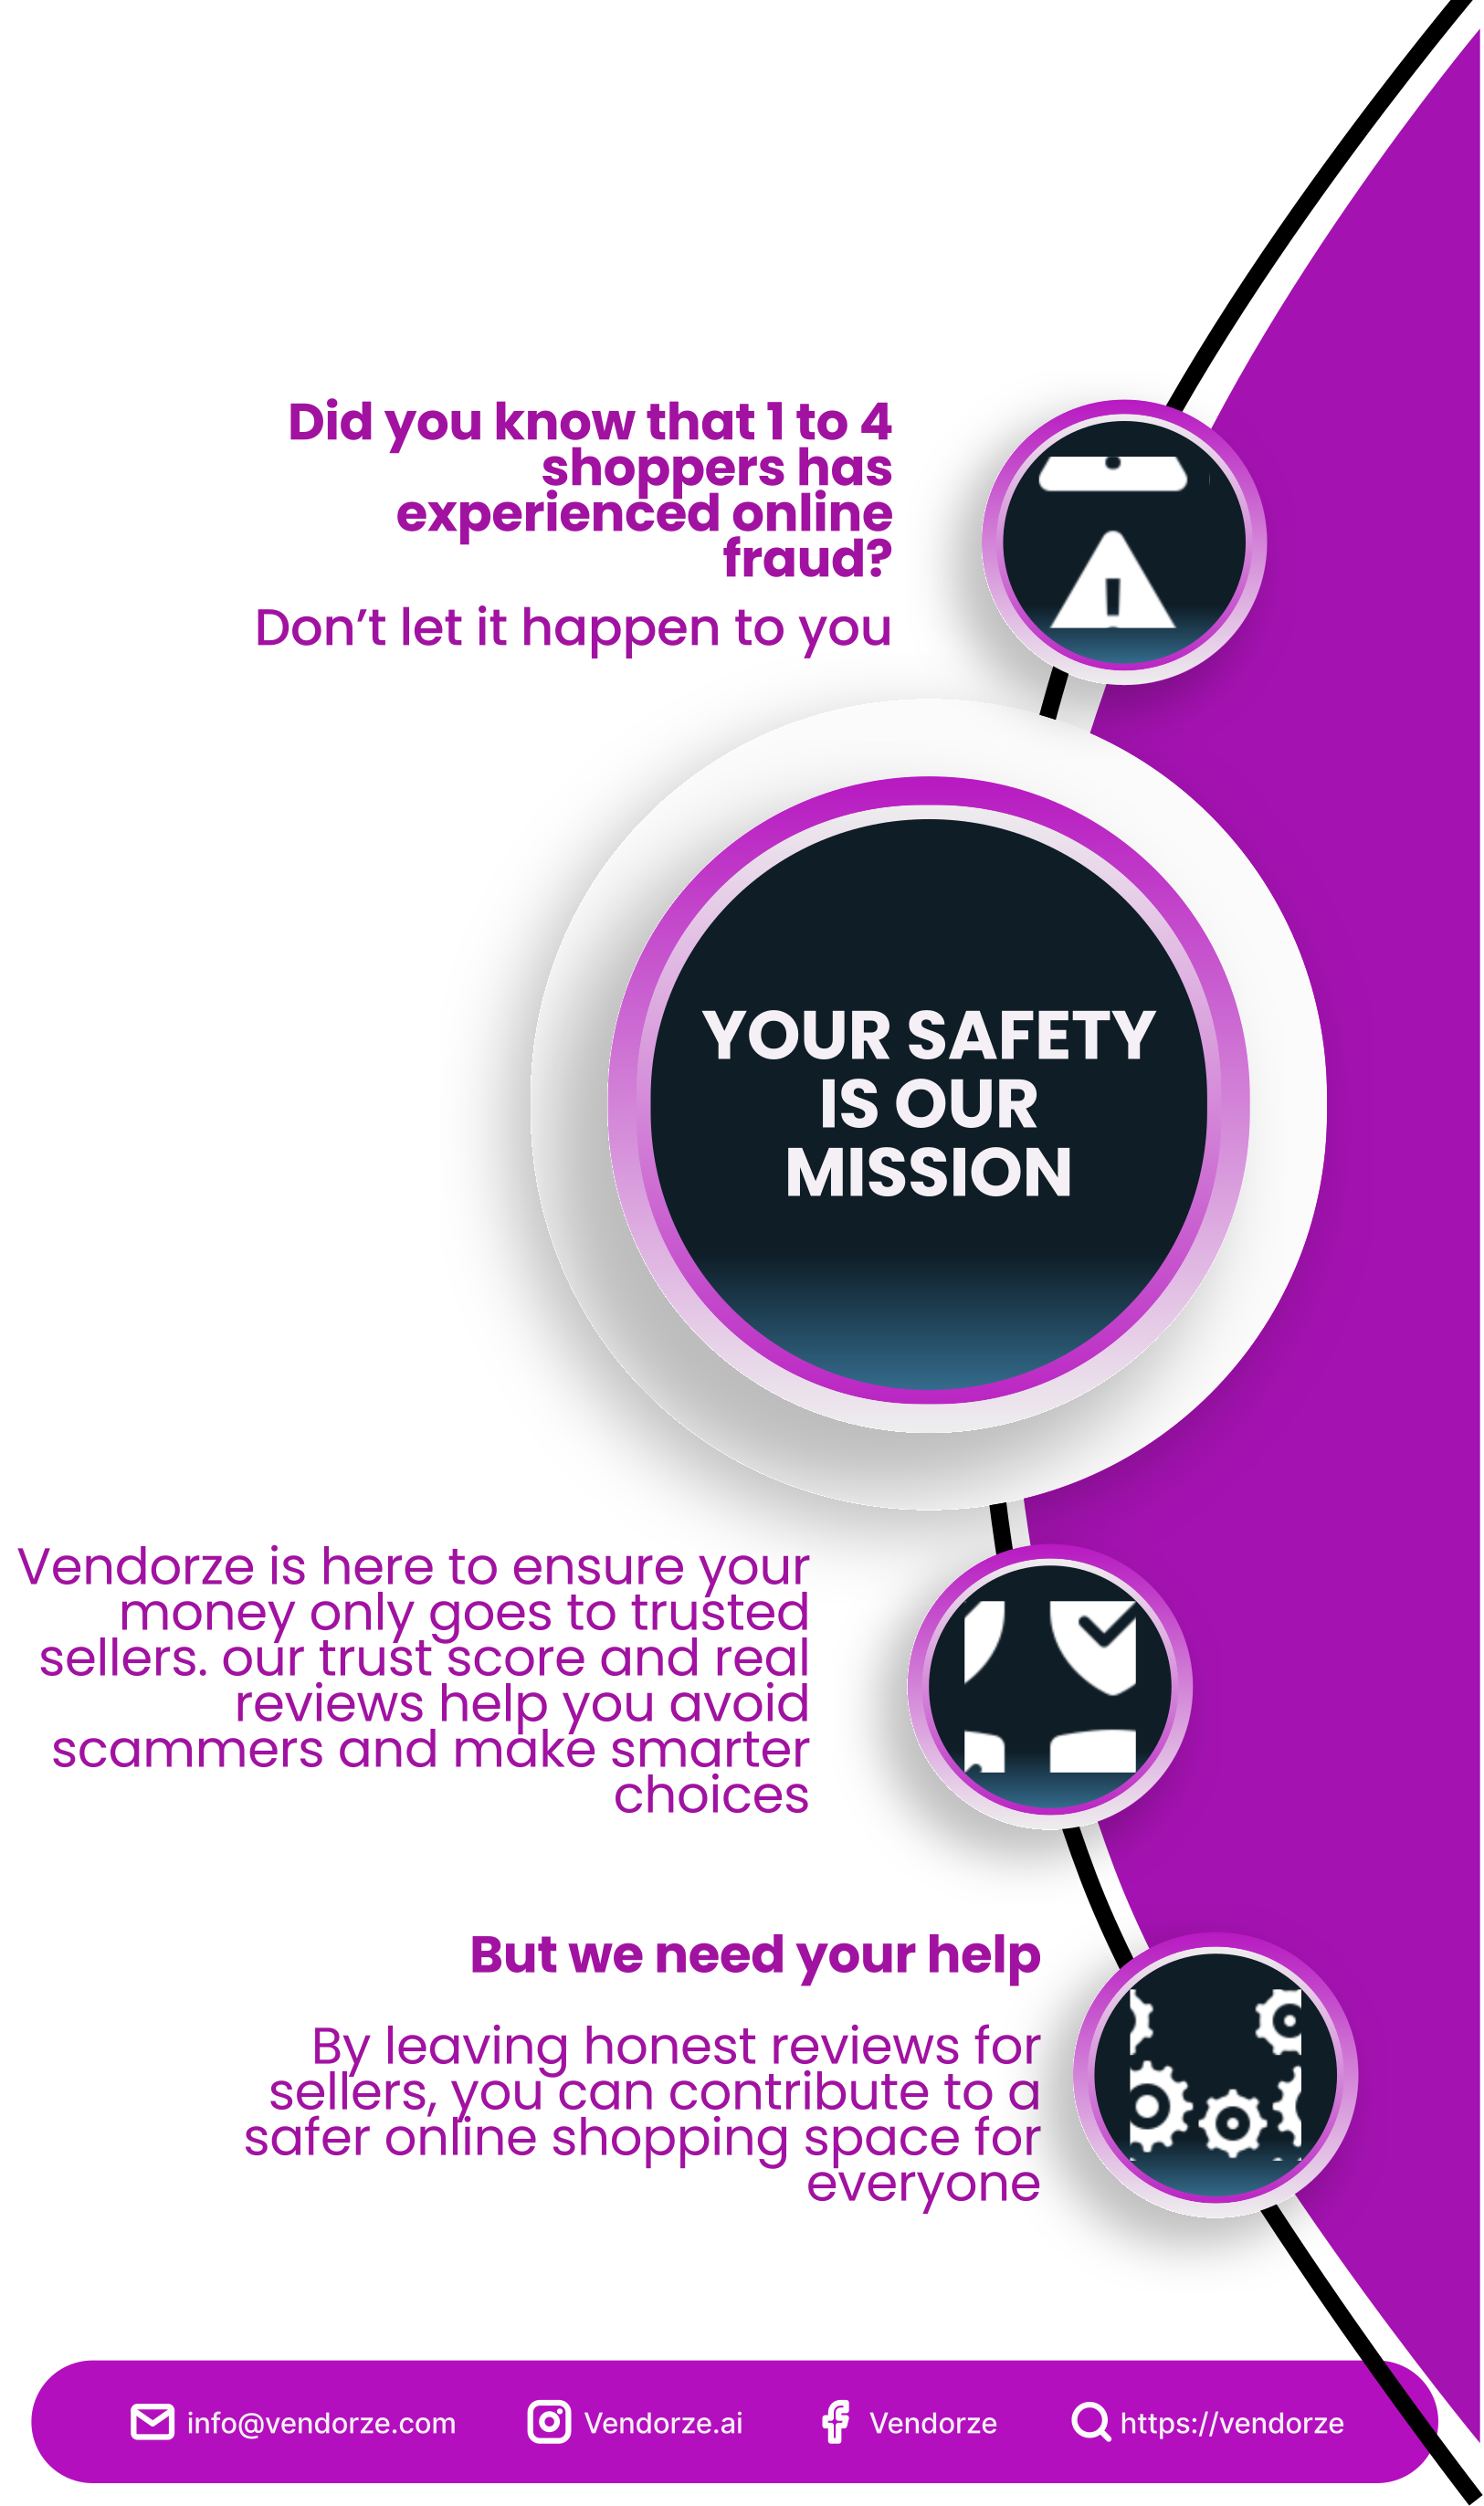 Did you know that 1 to 4
shoppers has
experienced online
fraud?
Don’t let it happen to you
YOUR SAFETY
IS OUR
MISSION
Vendorze is here to ensure your
money only goes to trusted
sellers. our trust score and real
reviews help you avoid
scammers and make smarter
choices
But we need your help
By leaving honest reviews for
sellers, you can contribute to a
safer online shopping space for
everyone
info@vendorze.com
Vendorze.ai
Vendorze
https://vendorze